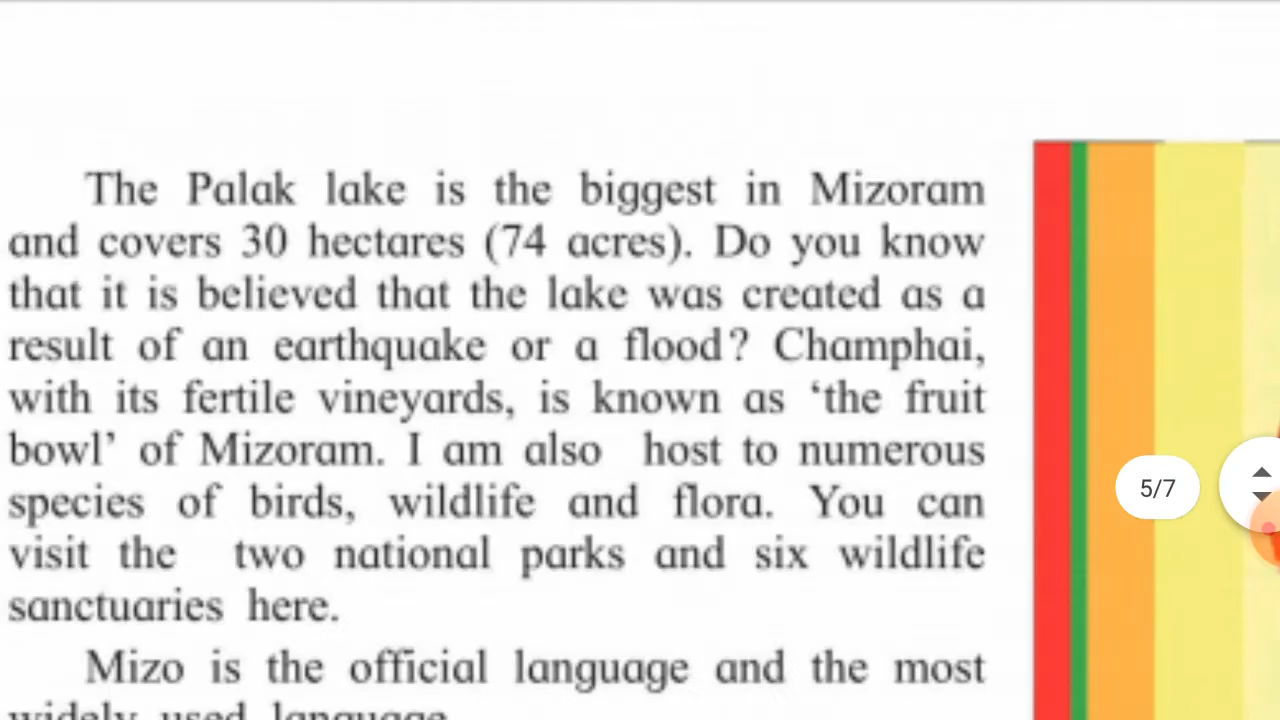 The Palak lake is the biggest in Mizoram
and covers 30 hectares (74 acres). Do you know
that it is believed that the lake was created as a
result of an earthquake or a flood? Champhai,
with its fertile vineyards, is known as ‘the fruit
bowl’ of Mizoram. I am also host to numerous
species of birds, wildlife and flora. You can
visit the two national parks and six wildlife
sanctuaries here.
Mizo is the official language and the most
widely used language
5/7